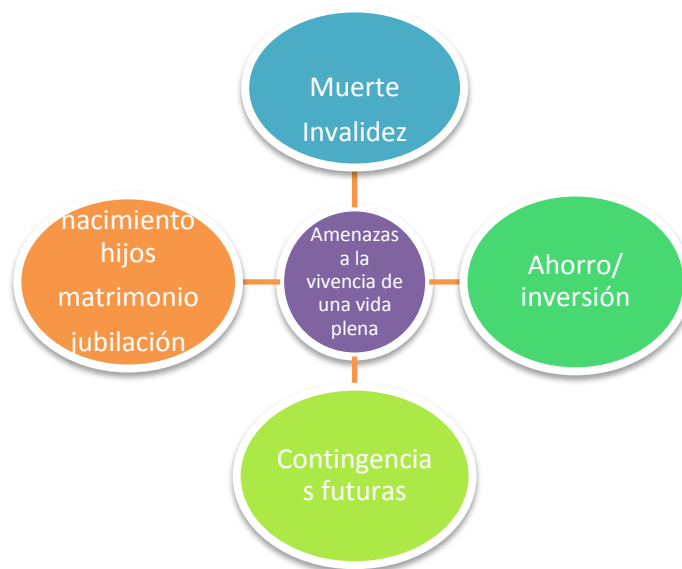 Muerte
Invalidez
nacimiento
hijos
matrimonio
jubilación
Amenazas
a la
vivencia de
una vida
plena
Ahorro/
inversión
Contingencia
s futuras